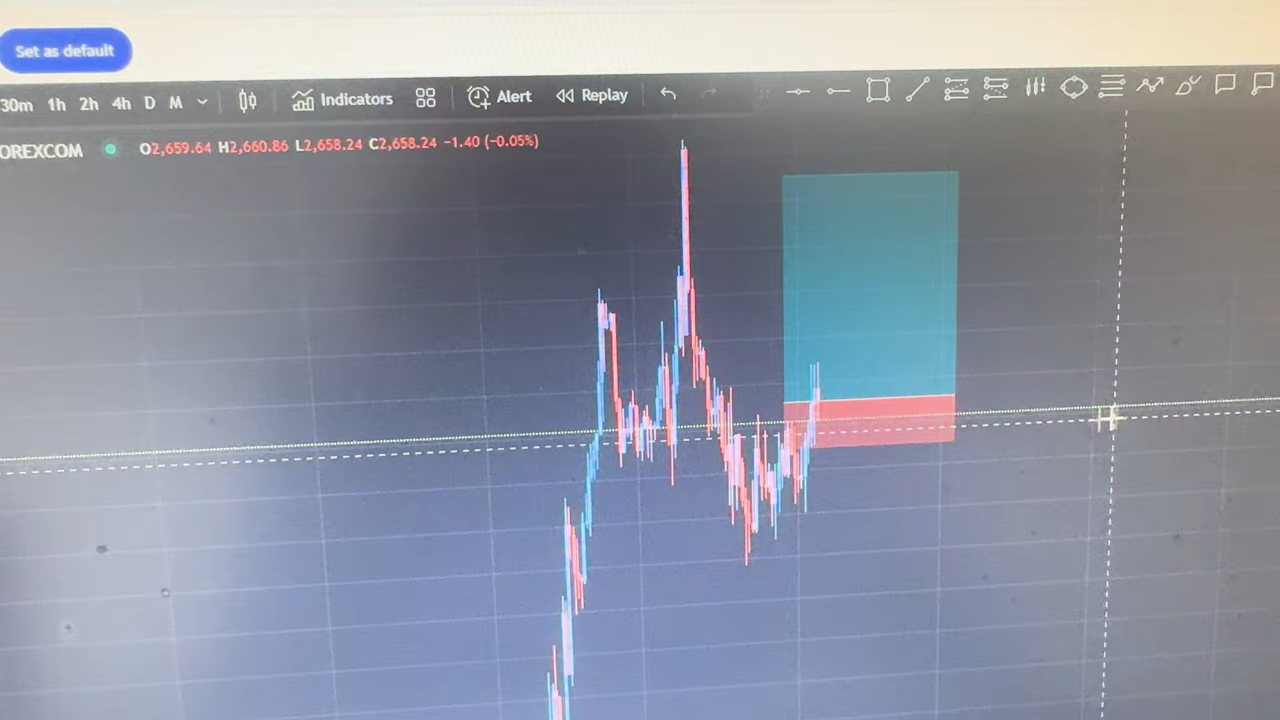 Set as default
30m 1h 2h 4h D M Indicators Alert Replay
OREXCOM O2,659.64 H2,660.86 L2,658.24 C2,658.24 −1.40 (−0.05%)